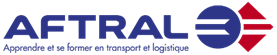 AFTRAL
Apprendre et se former en transport et logistique